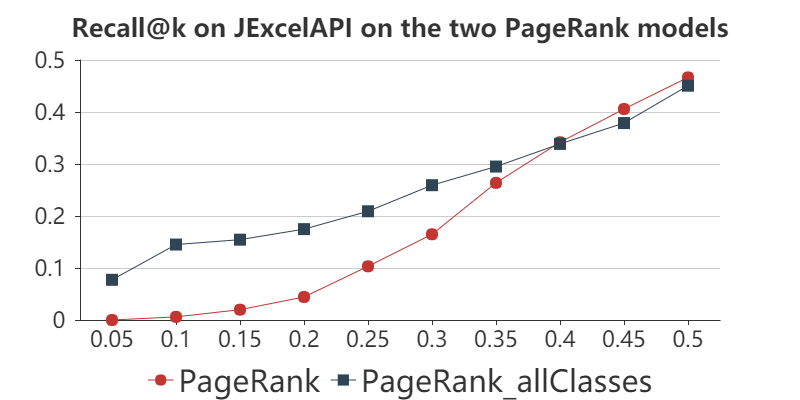 Recall@k on JExcelAPI on the two PageRank models
0.5
0.4
0.3
0.2
0.1
0
0.05 0.1 0.15 0.2 0.25 0.3 0.35 0.4 0.45 0.5
PageRank PageRank_allClasses